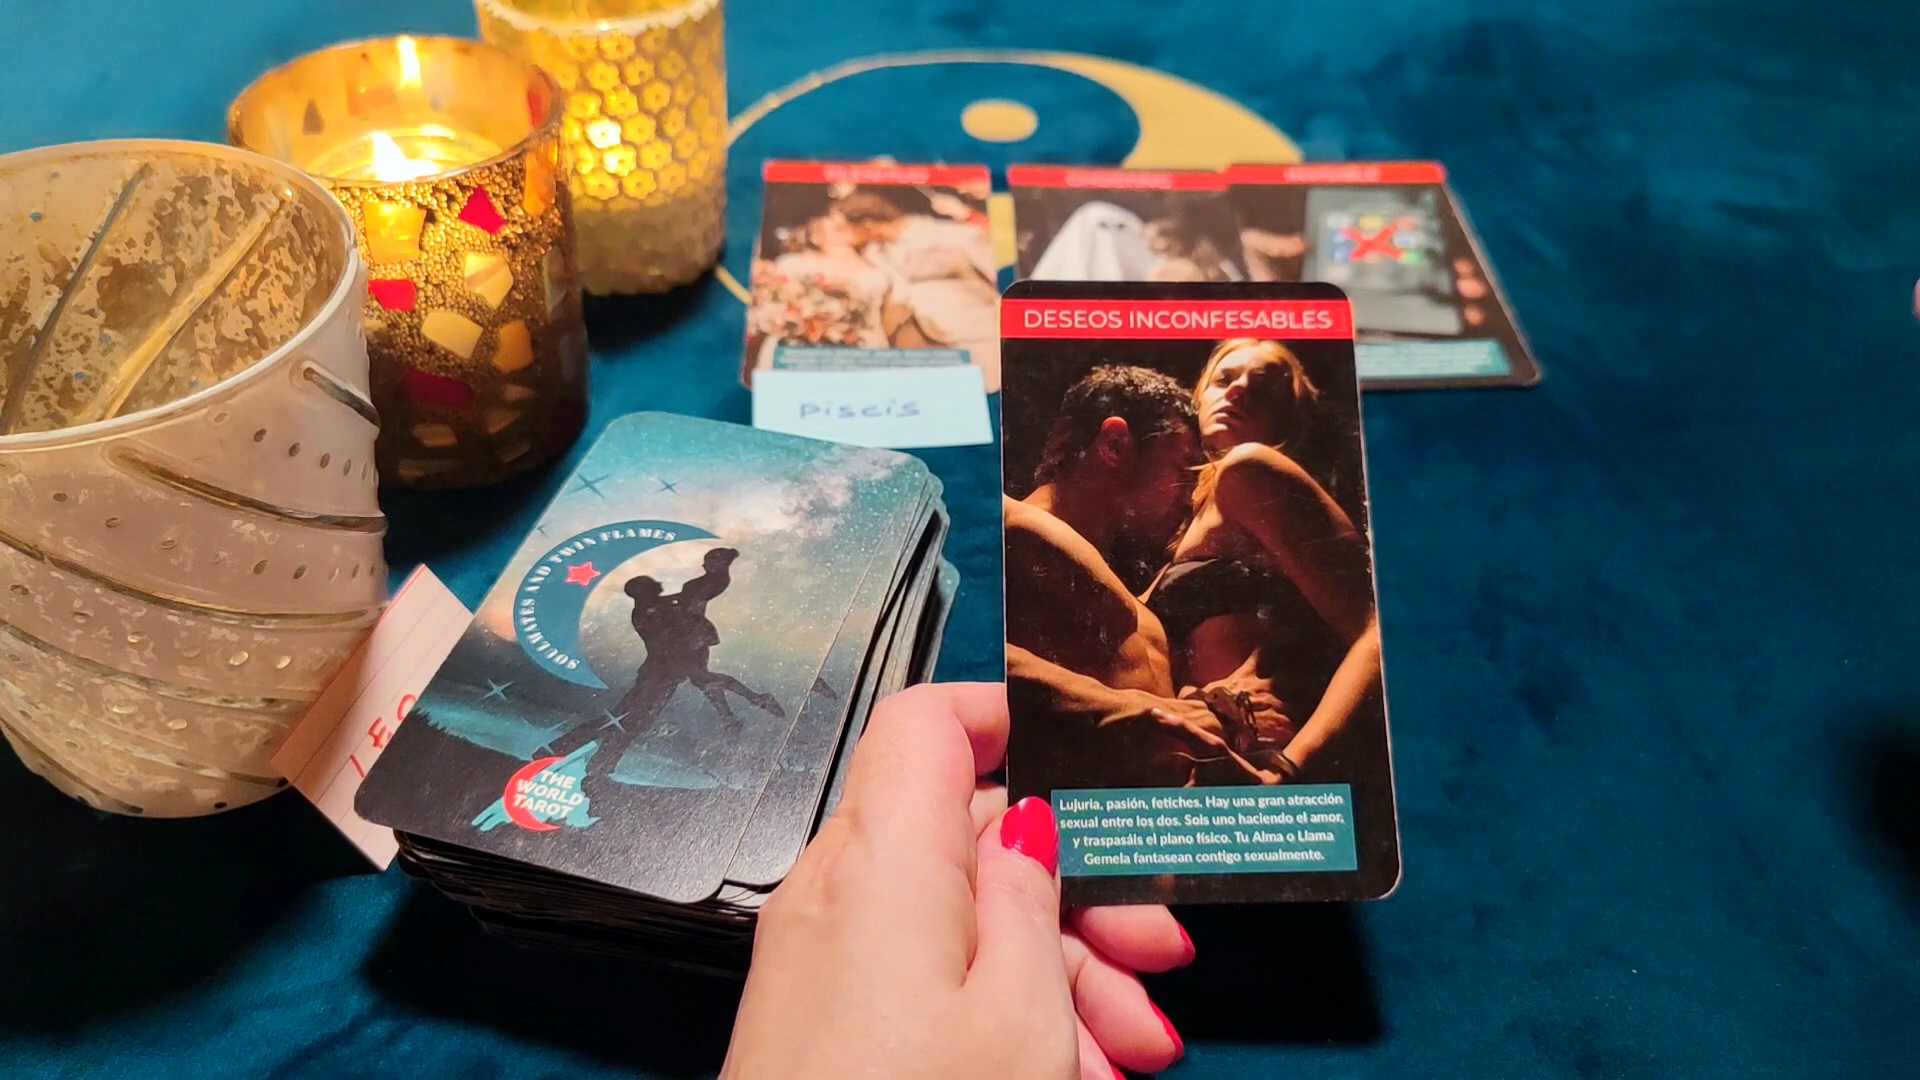 DESEOS INCONFESABLES
Piscis
SOULMATES AND TWIN FLAMES
LEO
THE
WORLD
TAROT
Lujuria, pasión, fetiches. Hay una gran atracción
sexual entre los dos. Sois uno haciendo el amor,
y traspasáis el plano físico. Tu Alma o Llama
Gemela fantasean contigo sexualmente.